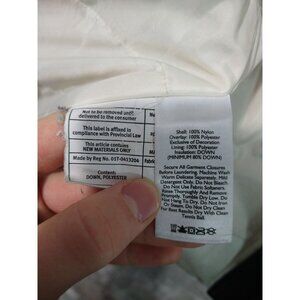 Not to be removed until
delivered to the consumer
This label is affixed in
compliance with Provincial Law
This article contains
NEW MATERIALS ONLY
Made by Reg No. 05T-0413204
Contents:
DOWN, POLYESTER
Shell: 100% Nylon
Overlay: 100% Polyester
Exclusive of Decoration
Lining: 100% Polyester
Insulation: DOWN
(MINIMUM 80% DOWN)
Secure All Garment Closures
Before Laundering. Machine Wash
Warm Delicate Separately. Mild
Detergent Only. Do Not Bleach.
Do Not Use Fabric Softeners.
Rinse Thoroughly And Remove
Promptly. Tumble Dry Low. Do
Not Hang To Dry. Do Not Iron
Or Steam. Do Not Dry Clean
For Best Results Dry With Clean
Tennis Ball.